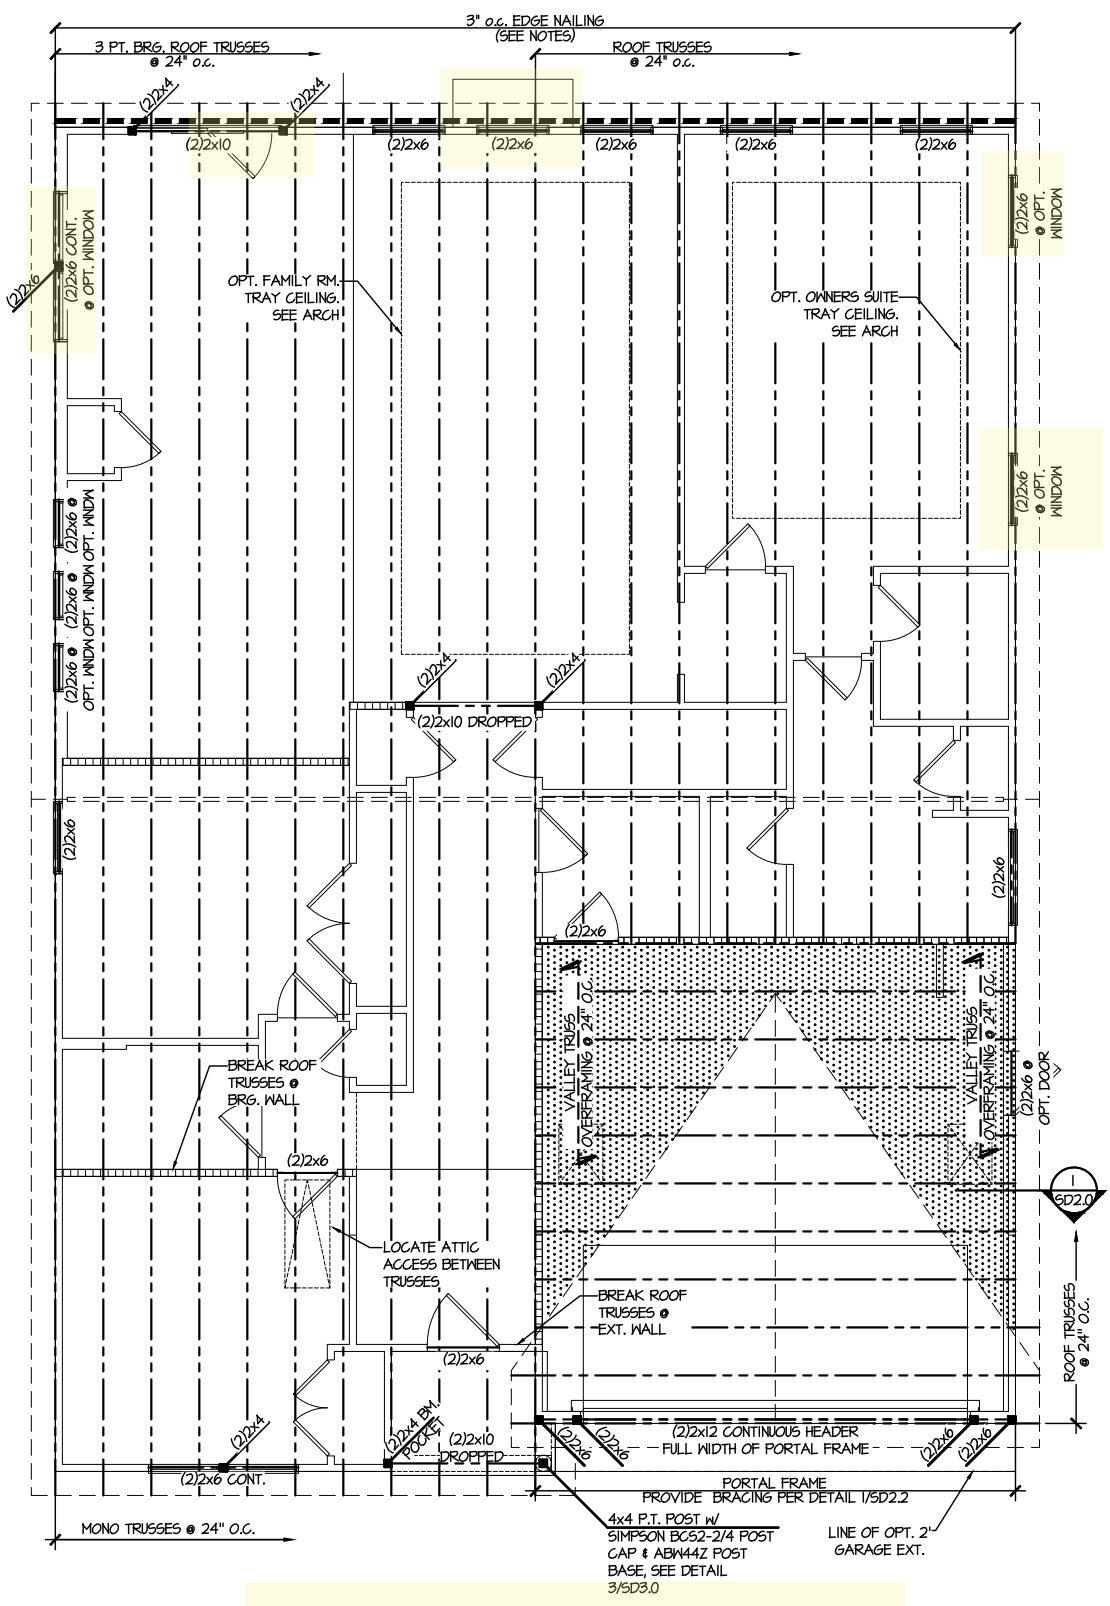 3" o.c. EDGE NAILING
(SEE NOTES)
3 PT. BRG. ROOF TRUSSES
@ 24" o.c.
ROOF TRUSSES
@ 24" o.c.
(2)2x4
(2)2x4
(2)2x10
(2)2x6
(2)2x6
(2)2x6
(2)2x6
(2)2x6
(2)2x6 CONT.
@ OPT. WINDOW
(2)2x6
(2)2x6
@ OPT.
WINDOW
OPT. FAMILY RM.
TRAY CEILING.
SEE ARCH
OPT. OWNERS SUITE
TRAY CEILING.
SEE ARCH
(2)2x6
@ OPT.
WINDOW
(2)2x6 @
OPT. WNDW
(2)2x6 @
OPT. WNDW
(2)2x6 @
OPT. WNDW
(2)2x4
(2)2x4
(2)2x10 DROPPED
(2)2x6
(2)2x6
(2)2x6
VALLEY TRUSS
OVERFRAMING @ 24" O.C.
VALLEY TRUSS
OVERFRAMING @ 24" O.C.
(2)2x6 @
OPT. DOOR
BREAK ROOF
TRUSSES @
BRG. WALL
(2)2x6
1
SD2.0
LOCATE ATTIC
ACCESS BETWEEN
TRUSSES
BREAK ROOF
TRUSSES @
EXT. WALL
ROOF TRUSSES
@ 24" O.C.
(2)2x6
(2)2x4 BM.
POCKET
(2)2x4
(2)2x10
DROPPED
(2)2x6
(2)2x6
(2)2x12 CONTINUOUS HEADER
FULL WIDTH OF PORTAL FRAME
(2)2x6
(2)2x6
(2)2x6 CONT.
PORTAL FRAME
PROVIDE BRACING PER DETAIL 1/SD2.2
MONO TRUSSES @ 24" O.C.
4x4 P.T. POST w/
SIMPSON BCS2-2/4 POST
CAP & ABW44Z POST
BASE, SEE DETAIL
3/SD3.0
LINE OF OPT. 2'
GARAGE EXT.